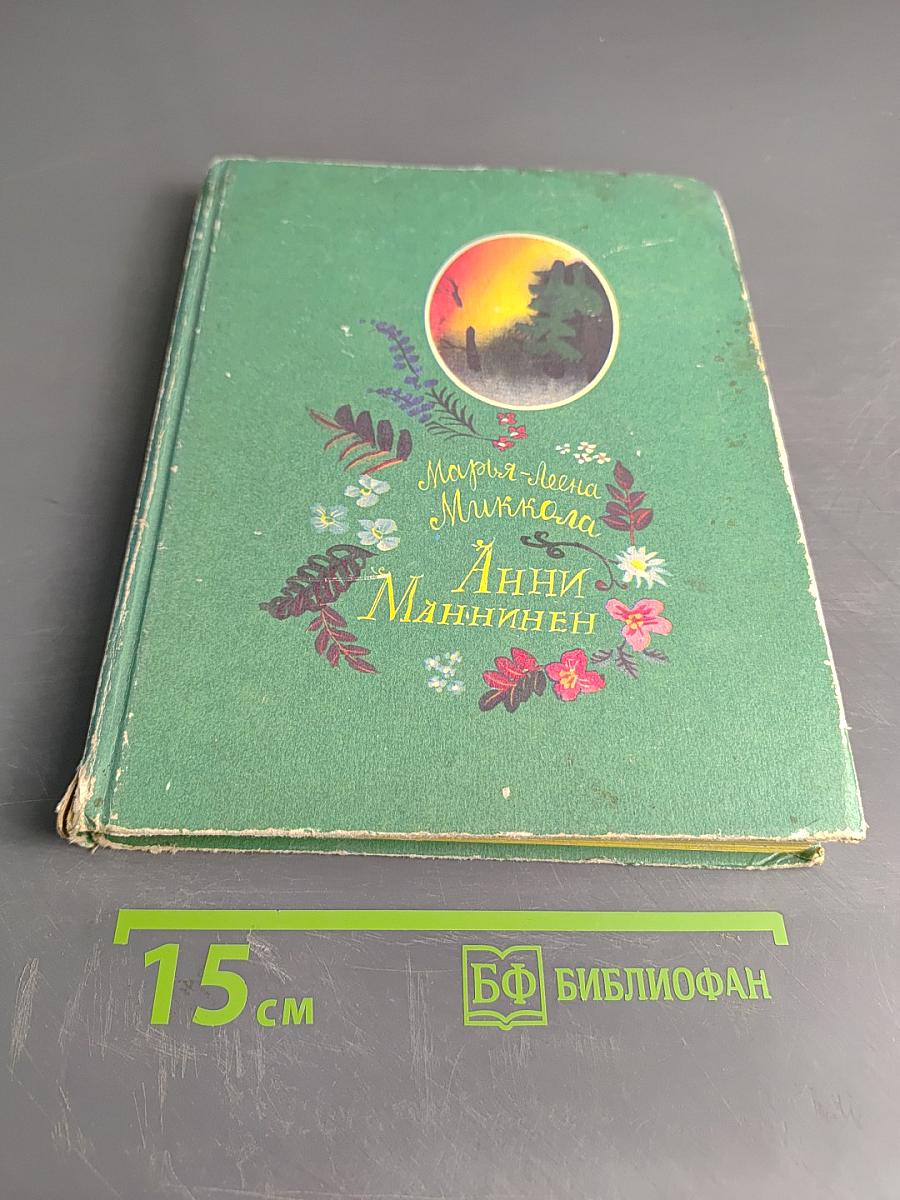 Марья-Леена
Миккола
Анни
Маннинен
15 см
БФ БИБЛИОФАН